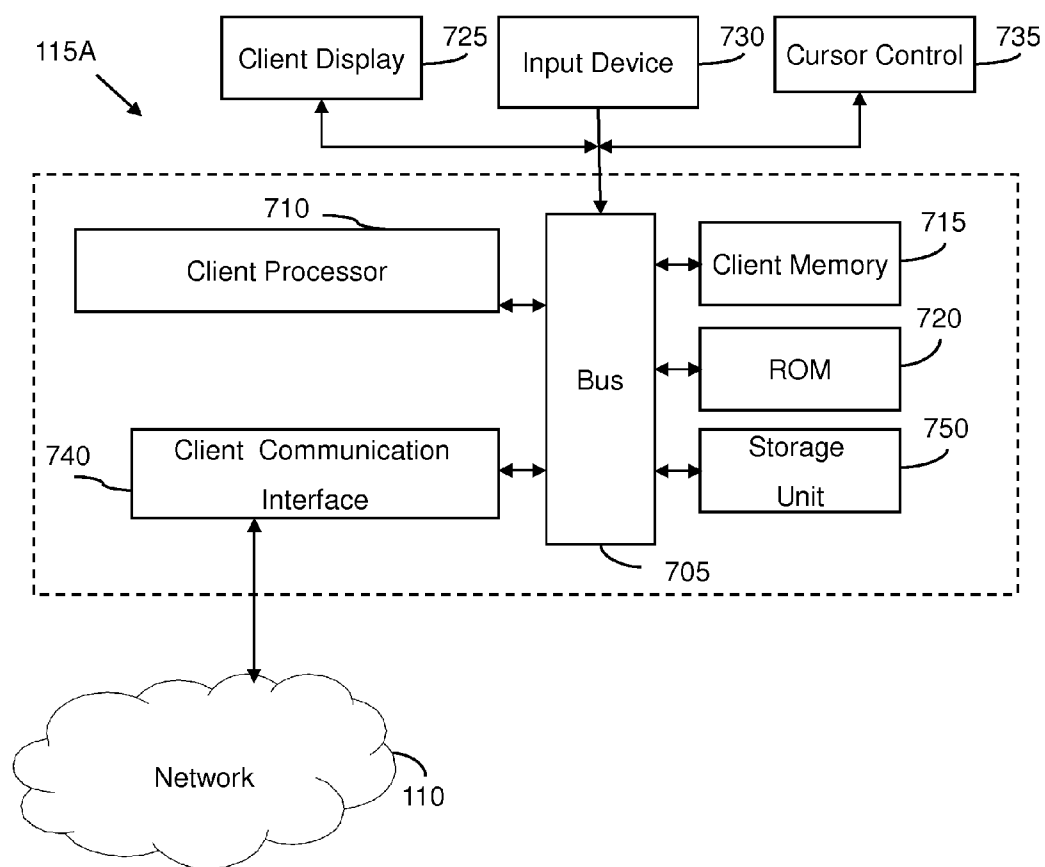 115A
Client Display
725
Input Device
730
Cursor Control
735
710
Client Processor
Client Memory
715
Bus
ROM
720
740
Client Communication
Interface
Storage
Unit
750
705
Network
110